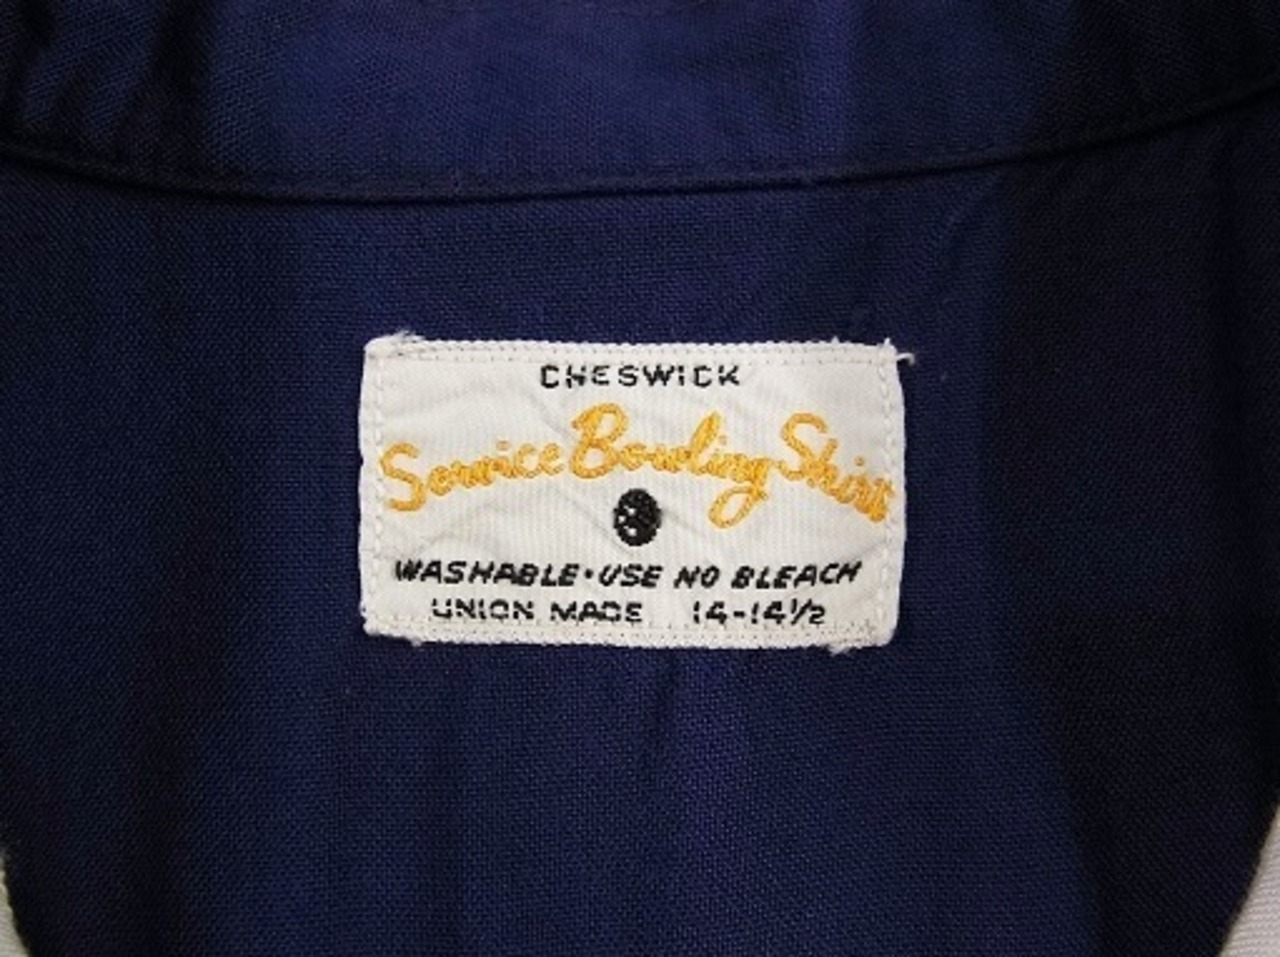 CHESWICK
Service Bowling Shirt
WASHABLE·USE NO BLEACH
UNION MADE 14-14½